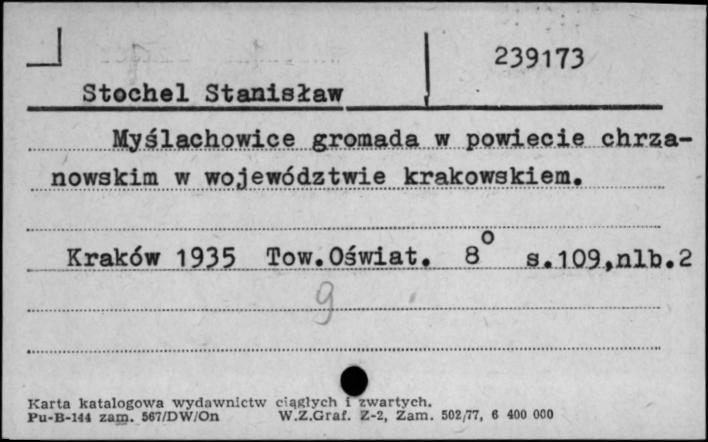 239173
Stochel Stanisław
Myślachowice gromada w powiecie chrza-
nowskim w województwie krakowskiem.
Kraków 1935 Tow.Oświat. 8° s.109,nlb.2
9
Karta katalogowa wydawnictw ciągłych i zwartych.
Pu-B-144 zam. 567/DW/On W.Z.Graf. Z-2, Zam. 502/77, 6 400 000